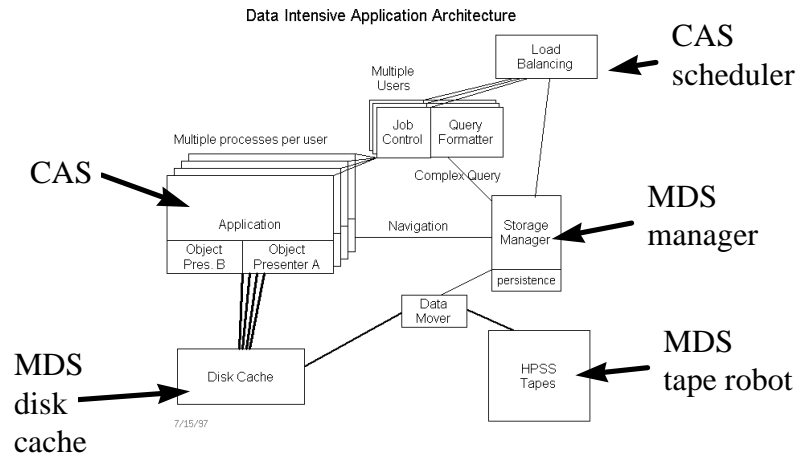 Data Intensive Application Architecture
Load
Balancing
CAS
scheduler
Multiple
Users
Job
Control
Query
Formatter
Multiple processes per user
CAS
Complex Query
Application
Navigation
Storage
Manager
MDS
manager
Object
Pres. B
Object
Presenter A
persistence
Data
Mover
MDS
disk
cache
Disk Cache
HPSS
Tapes
MDS
tape robot
7/15/97